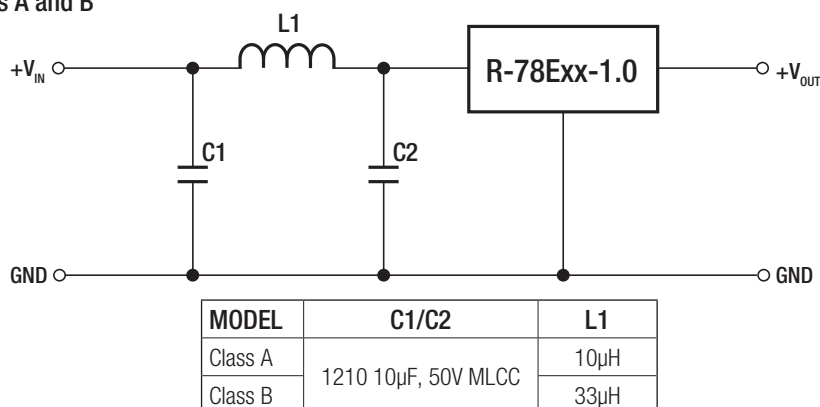 s A and B
L1
+VIN
R-78Exx-1.0
+VOUT
C1
C2
GND
GND
MODEL C1/C2 L1
Class A 1210 10µF, 50V MLCC 10µH
Class B 33µH